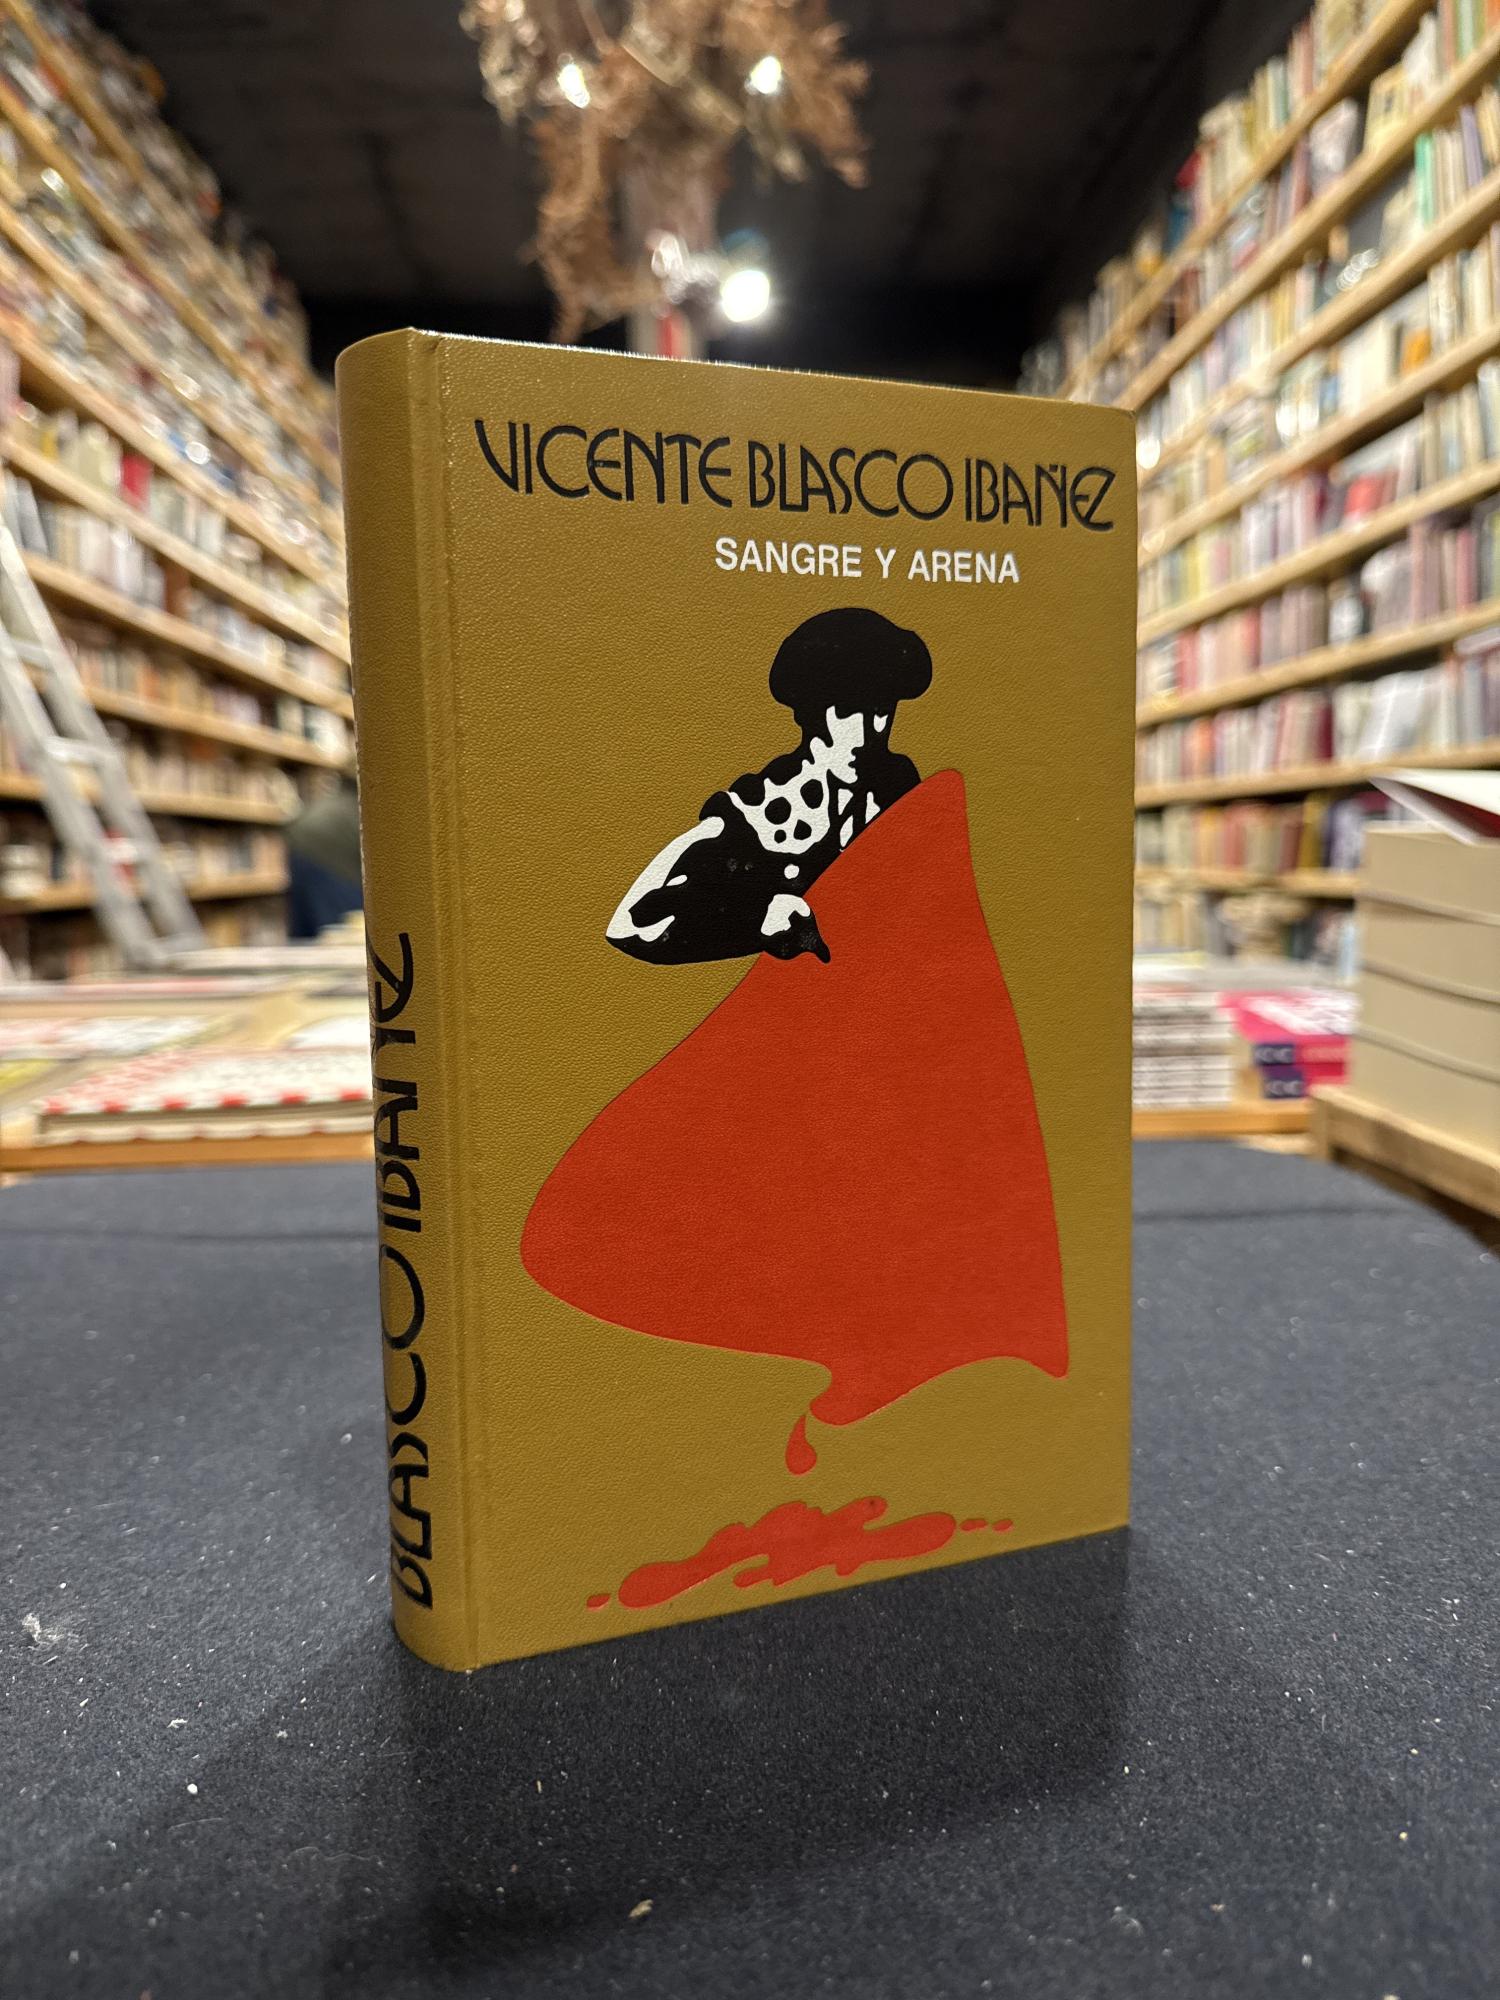 VICENTE BLASCO IBAÑEZ
SANGRE Y ARENA
BLASCO IBAÑEZ